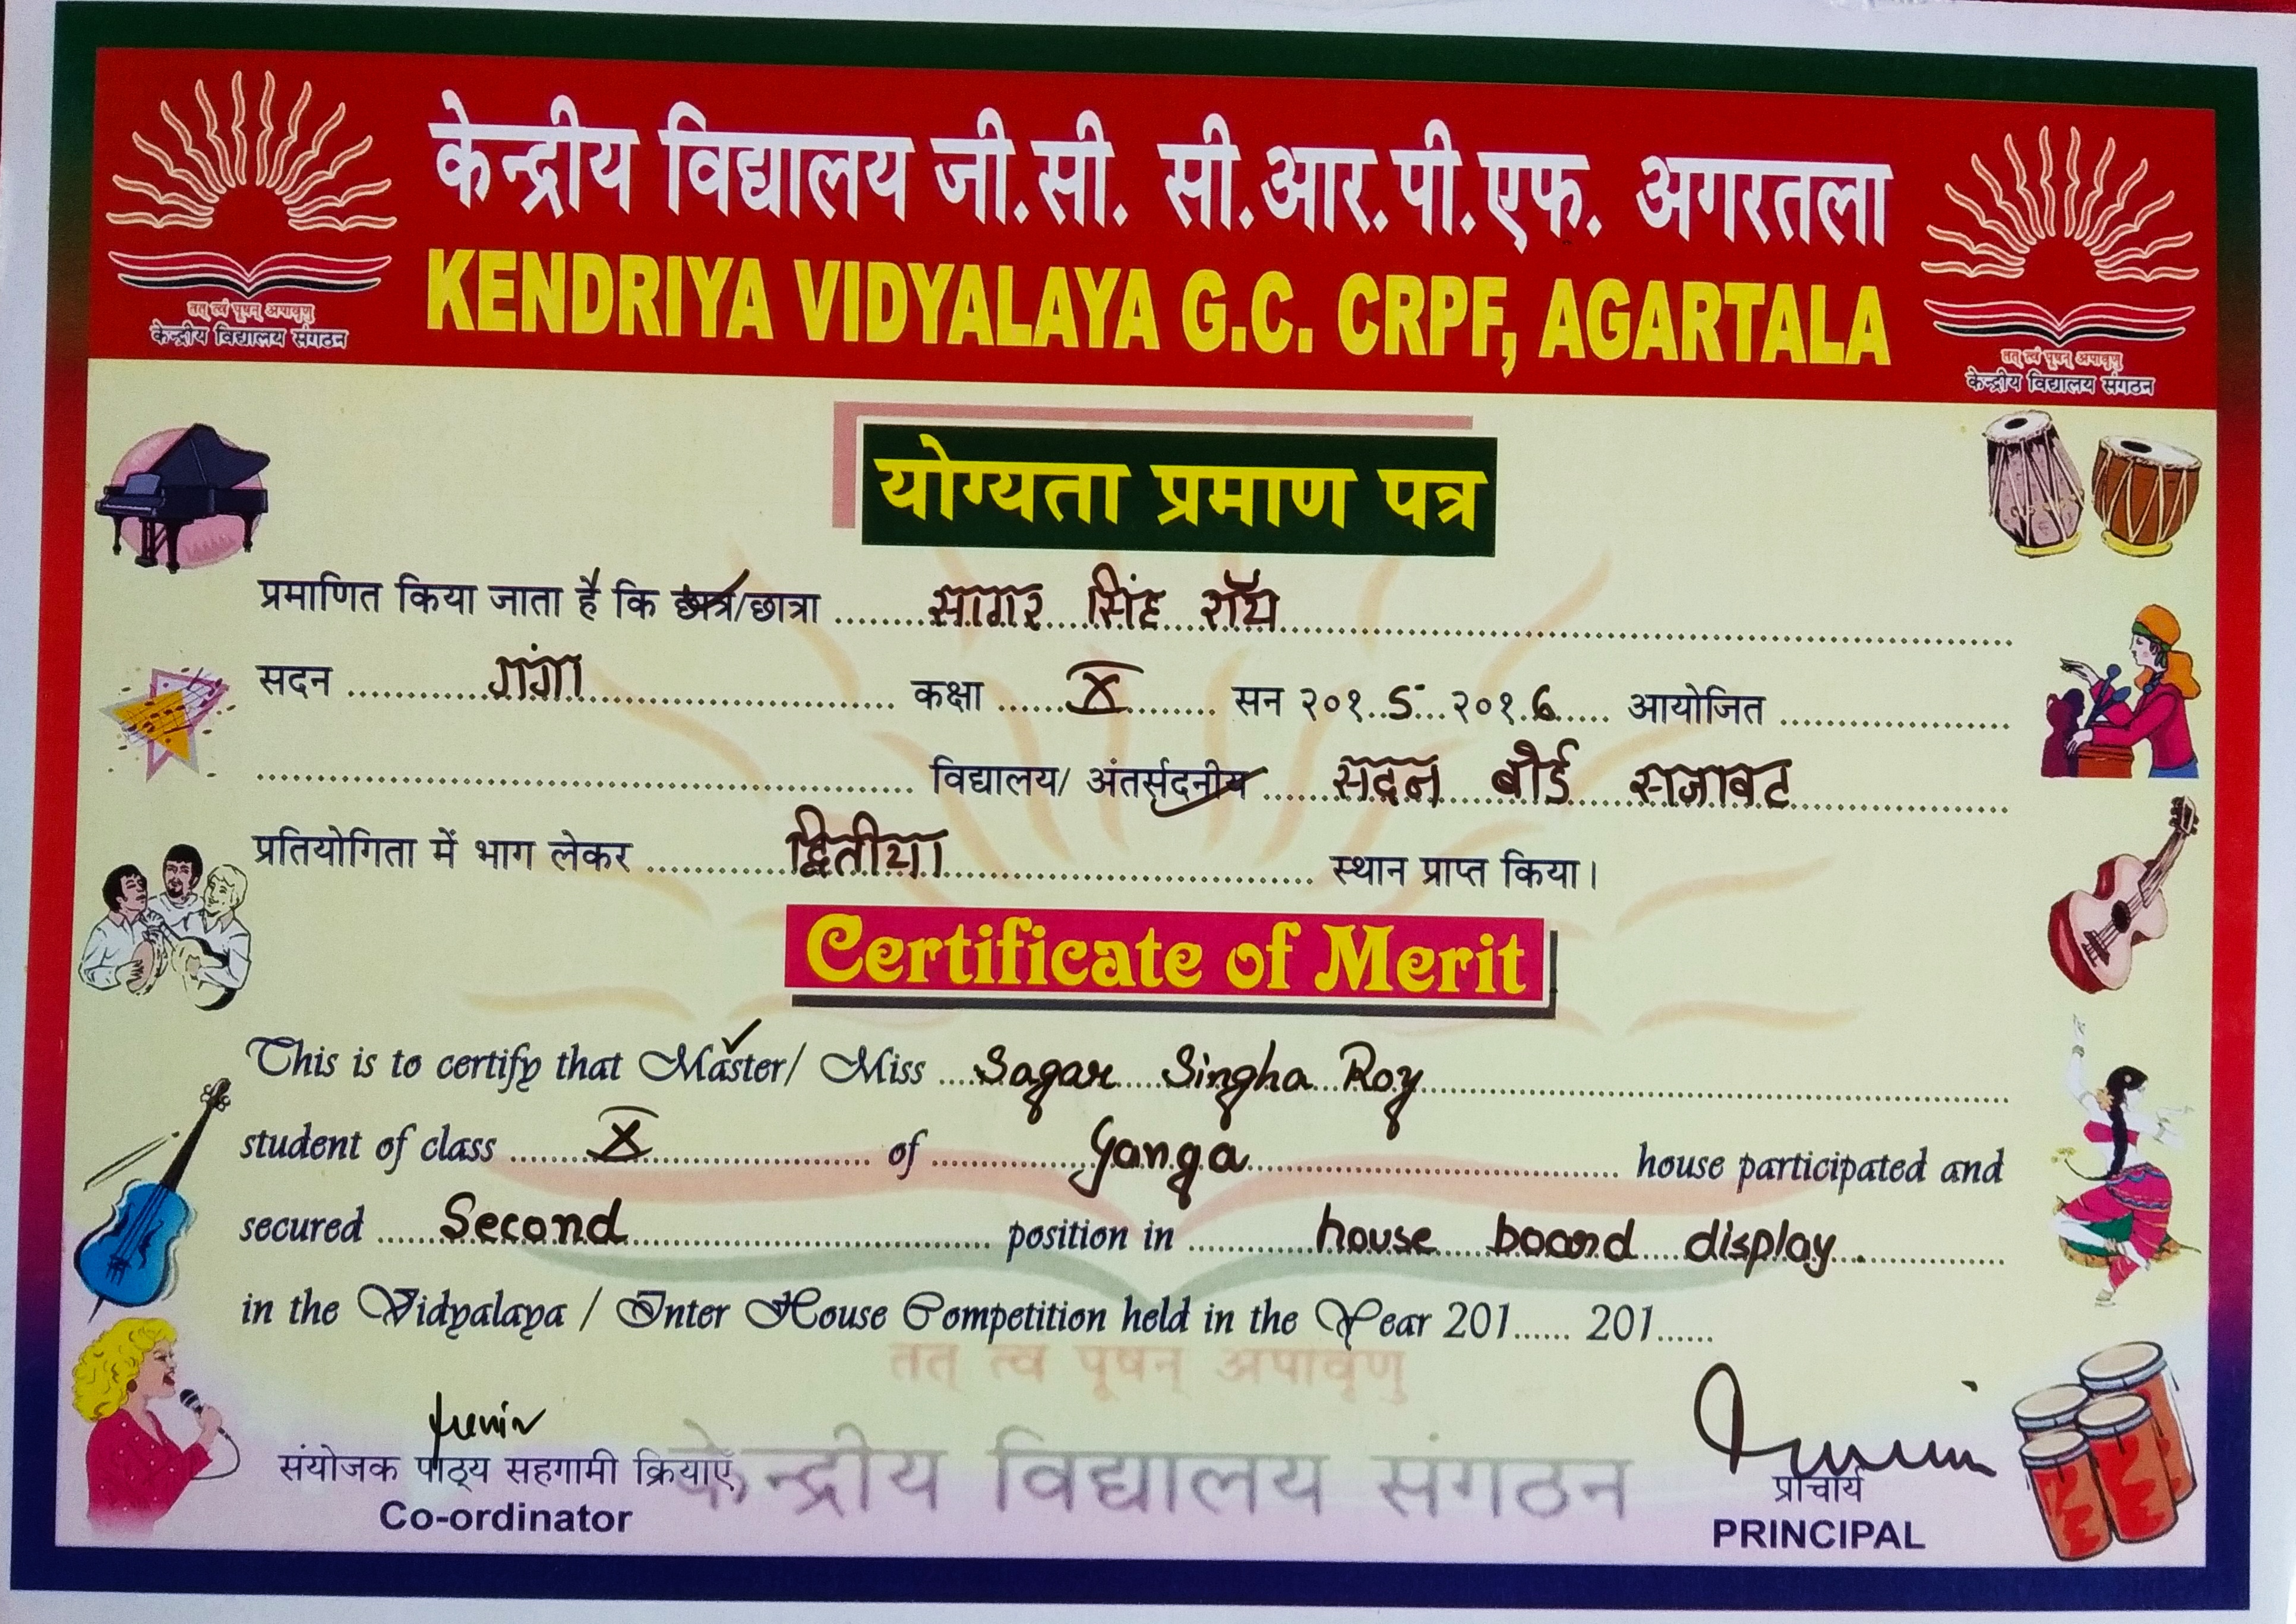 केन्द्रीय विद्यालय जी.सी. सी.आर.पी.एफ. अगरतला
KENDRIYA VIDYALAYA G.C. CRPF, AGARTALA
तत् त्वं पूषन् अपावृणु
केन्द्रीय विद्यालय संगठन
तत् त्वं पूषन् अपावृणु
केन्द्रीय विद्यालय संगठन
योग्यता प्रमाण पत्र
प्रमाणित किया जाता है कि छात्र/छात्रा सागर सिंह रॉय
सदन गंगा कक्षा X सन २०१ 5 २०१ 6 आयोजित
विद्यालय/ अंतर्सदनीय सदन बोर्ड सजावट
प्रतियोगिता में भाग लेकर द्वितीया स्थान प्राप्त किया।
Certificate of Merit
This is to certify that Master/ Miss Sagar Singha Roy
student of class X of Ganga house participated and
secured Second position in house board display.
in the Vidyalaya / Inter House Competition held in the Year 201...... 201......
तत् त्व पूषन् अपावृणु
केन्द्रीय विद्यालय संगठन
संयोजक पाठ्य सहगामी क्रियाएँ
Co-ordinator
प्राचार्य
PRINCIPAL